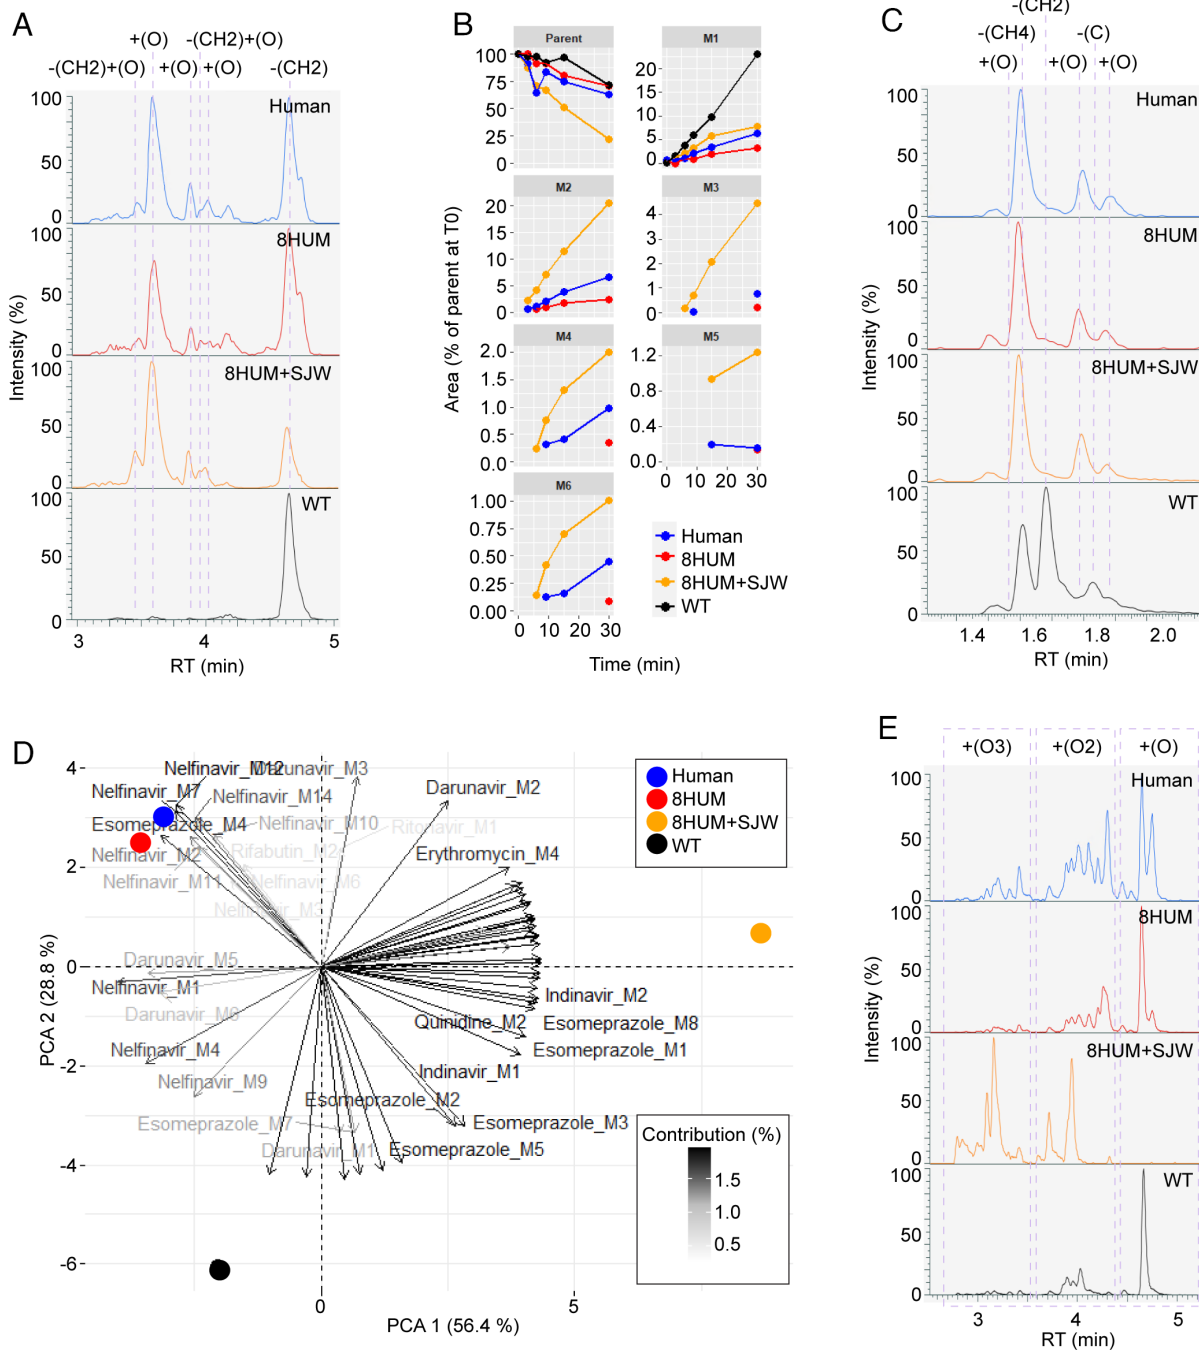 A
+(O) -(CH2)+(O)
-(CH2)+(O) +(O) +(O) -(CH2)
100
Human
50
0
100
8HUM
50
0
100
8HUM+SJW
50
0
100
WT
50
0
3 4 5
RT (min)
Intensity (%)
B
Parent
100
75
50
25
0
M1
20
15
10
5
0
M2
20
15
10
5
0
M3
4
3
2
1
0
M4
2.0
1.5
1.0
0.5
0.0
M5
1.2
0.8
0.4
0.0
M6
1.00
0.75
0.50
0.25
0.00
0 10 20 30
0 10 20 30
Time (min)
Area (% of parent at T0)
Human
8HUM
8HUM+SJW
WT
C
-(CH2)
-(CH4) -(C)
+(O) +(O) +(O)
100
Human
50
0
100
8HUM
50
0
100
8HUM+SJW
50
0
100
WT
50
0
1.4 1.6 1.8 2.0
RT (min)
Intensity (%)
D
4
2
0
-2
-4
-6
0 5
PCA 1 (56.4 %)
PCA 2 (28.8 %)
Nelfinavir_M12
Darunavir_M3
Nelfinavir_M7
Nelfinavir_M14
Darunavir_M2
Esomeprazole_M4
Nelfinavir_M10
Ritonavir_M1
Nelfinavir_M2
Rifabutin_M2
Erythromycin_M4
Nelfinavir_M11
Nelfinavir_M6
Nelfinavir_M3
Darunavir_M5
Nelfinavir_M1
Darunavir_M6
Nelfinavir_M4
Nelfinavir_M9
Indinavir_M2
Quinidine_M2
Esomeprazole_M8
Esomeprazole_M1
Indinavir_M1
Esomeprazole_M2
Esomeprazole_M7
Esomeprazole_M3
Darunavir_M1
Esomeprazole_M5
Human
8HUM
8HUM+SJW
WT
Contribution (%)
1.5
1.0
0.5
E
+(O3) +(O2) +(O)
100
Human
50
0
100
8HUM
50
0
100
8HUM+SJW
50
0
100
WT
50
0
3 4 5
RT (min)
Intensity (%)